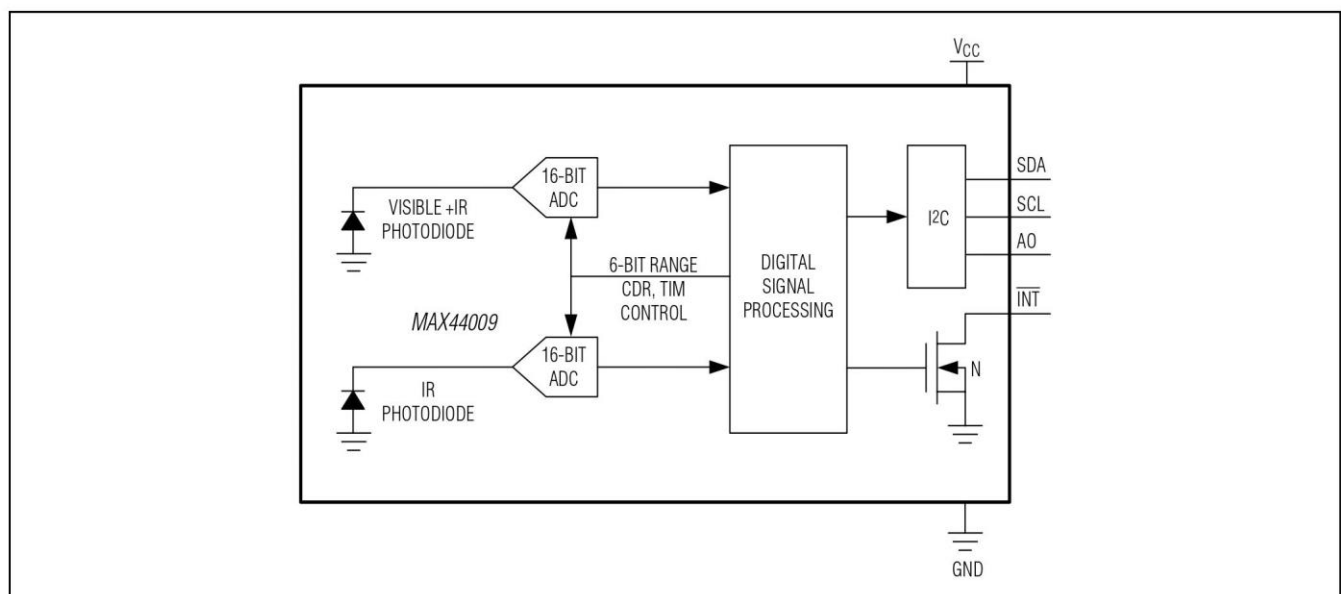 VCC
16-BIT
ADC
VISIBLE +IR
PHOTODIODE
6-BIT RANGE
CDR, TIM
CONTROL
DIGITAL
SIGNAL
PROCESSING
I2C
SDA
SCL
A0
INT
MAX44009
16-BIT
ADC
IR
PHOTODIODE
N
GND